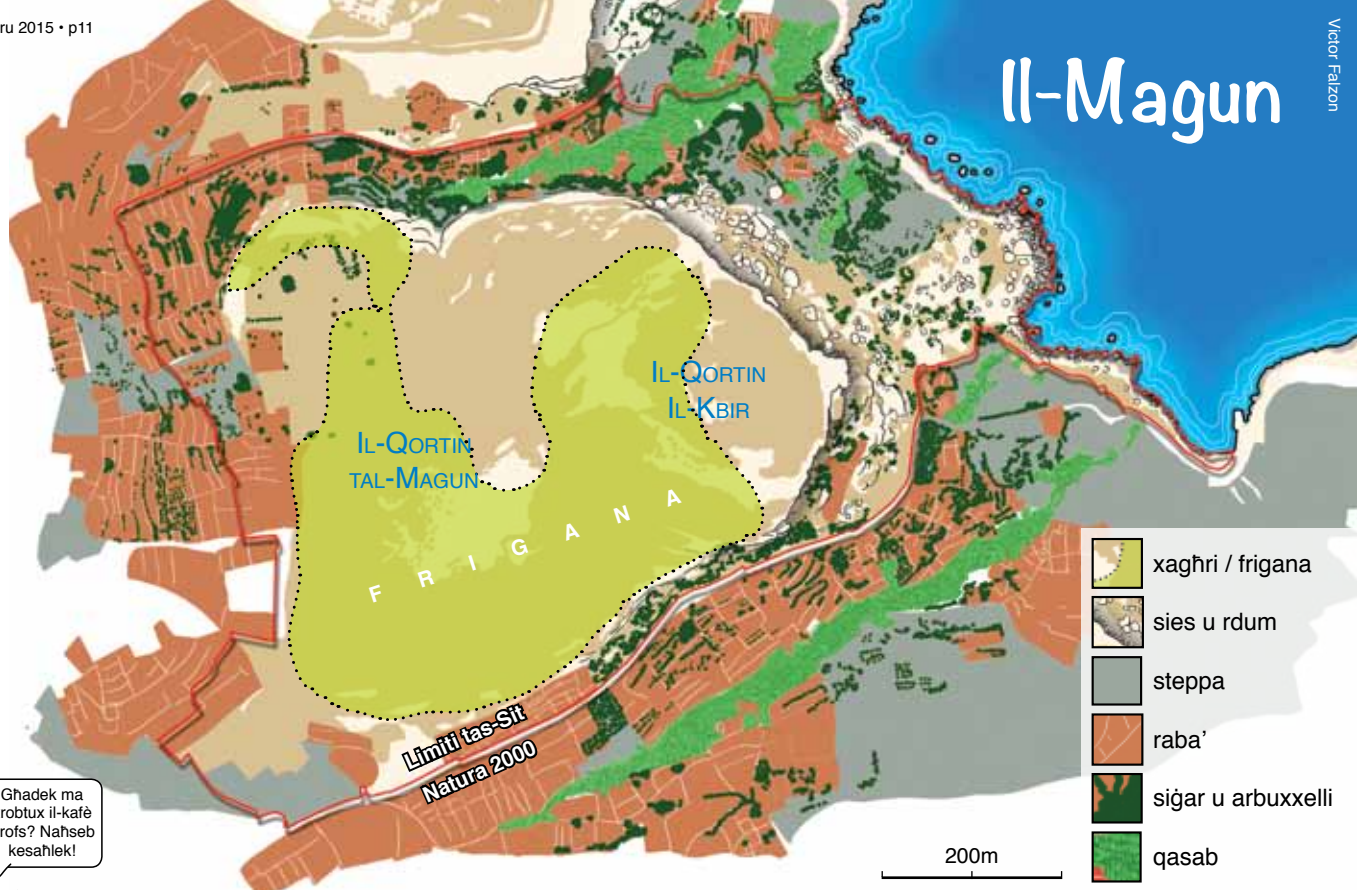 ru 2015 • p11
Il-Magun
Victor Falzon
IL-QORTIN
IL-KBIR
IL-QORTIN
TAL-MAGUN
FRIGANA
Limiti tas-Sit
Natura 2000
xagħri / frigana
sies u rdum
steppa
raba’
siġar u arbuxxelli
qasab
200m
Għadek ma
robtux il-kafè
rofs? Naħseb
kesaħlek!